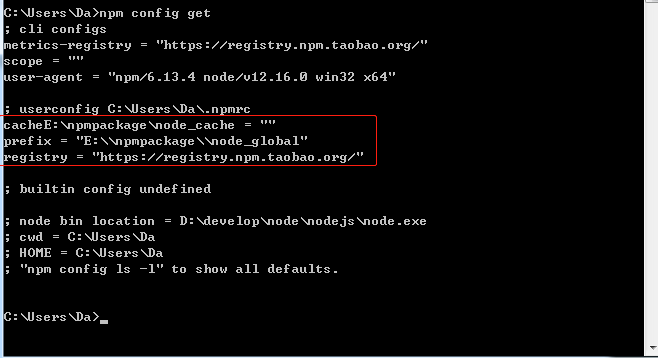 C:\Users\Da>npm config get
; cli configs
metrics-registry = "https://registry.npm.taobao.org/"
scope = ""
user-agent = "npm/6.13.4 node/v12.16.0 win32 x64"
; userconfig C:\Users\Da\.npmrc
cacheE:\npmpackage\node_cache = ""
prefix = "E:\\npmpackage\\node_global"
registry = "https://registry.npm.taobao.org/"
; builtin config undefined
; node bin location = D:\develop\node\nodejs\node.exe
; cwd = C:\Users\Da
; HOME = C:\Users\Da
; "npm config ls -l" to show all defaults.
C:\Users\Da>_